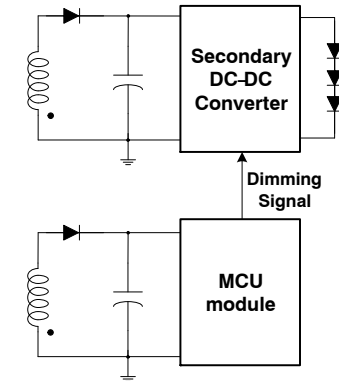 Secondary
DC-DC
Converter
Dimming
Signal
MCU
module